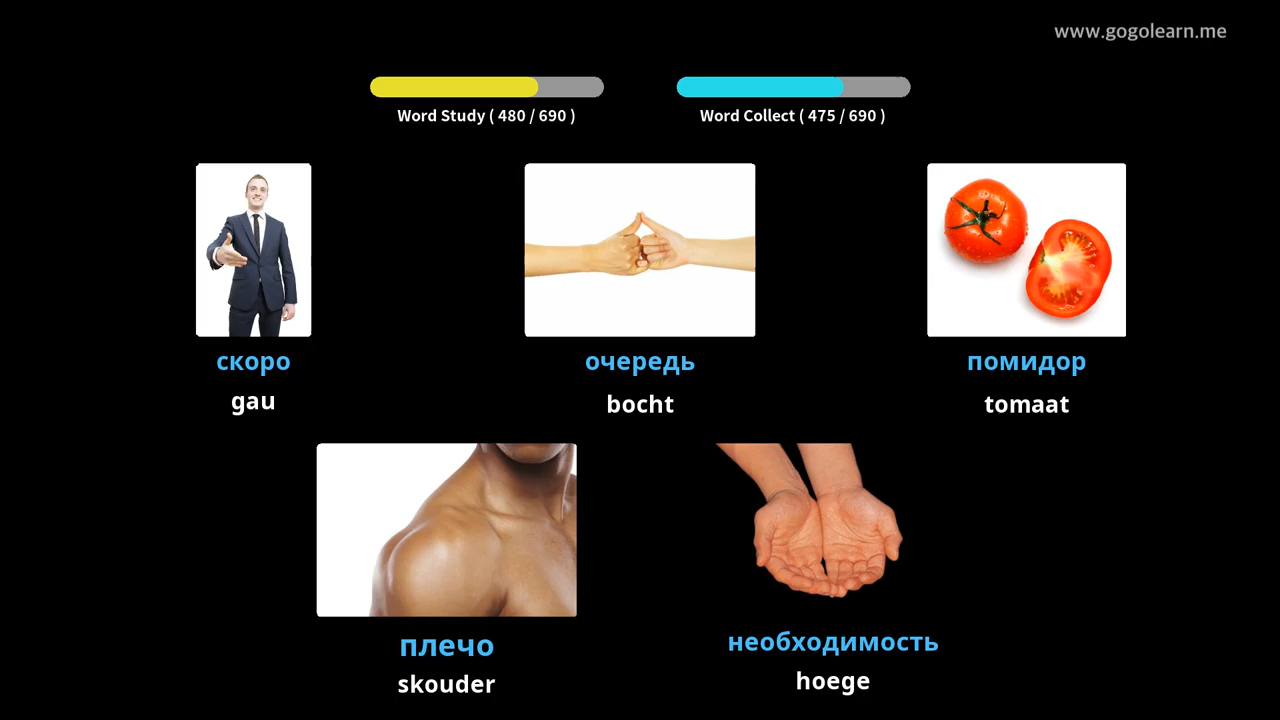 www.gogolearn.me
Word Study ( 480 / 690 )
Word Collect ( 475 / 690 )
скоро
gau
очередь
bocht
помидор
tomaat
плечо
skouder
необходимость
hoege